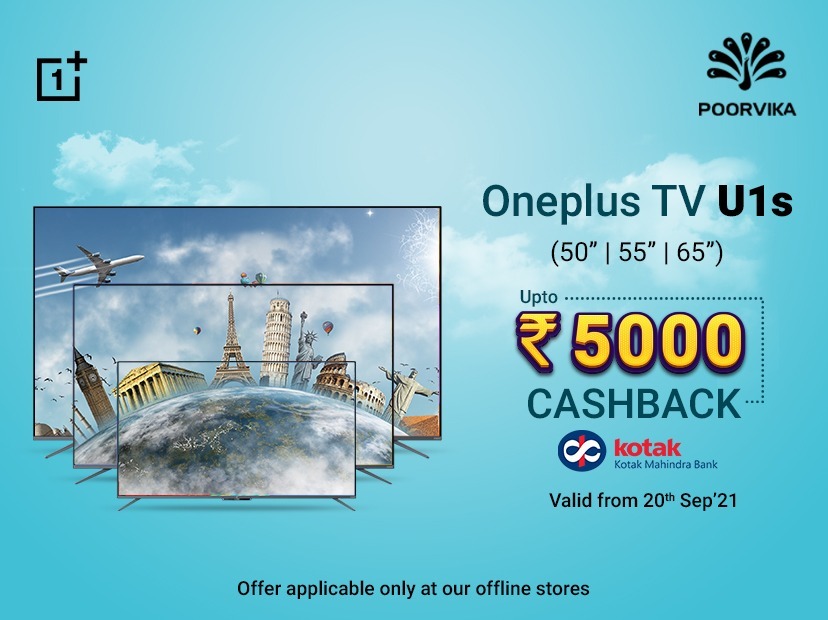 1+
POORVIKA
Oneplus TV U1s
(50” | 55” | 65”)
Upto
₹ 5000
CASHBACK
kotak
Kotak Mahindra Bank
Valid from 20th Sep’21
Offer applicable only at our offline stores